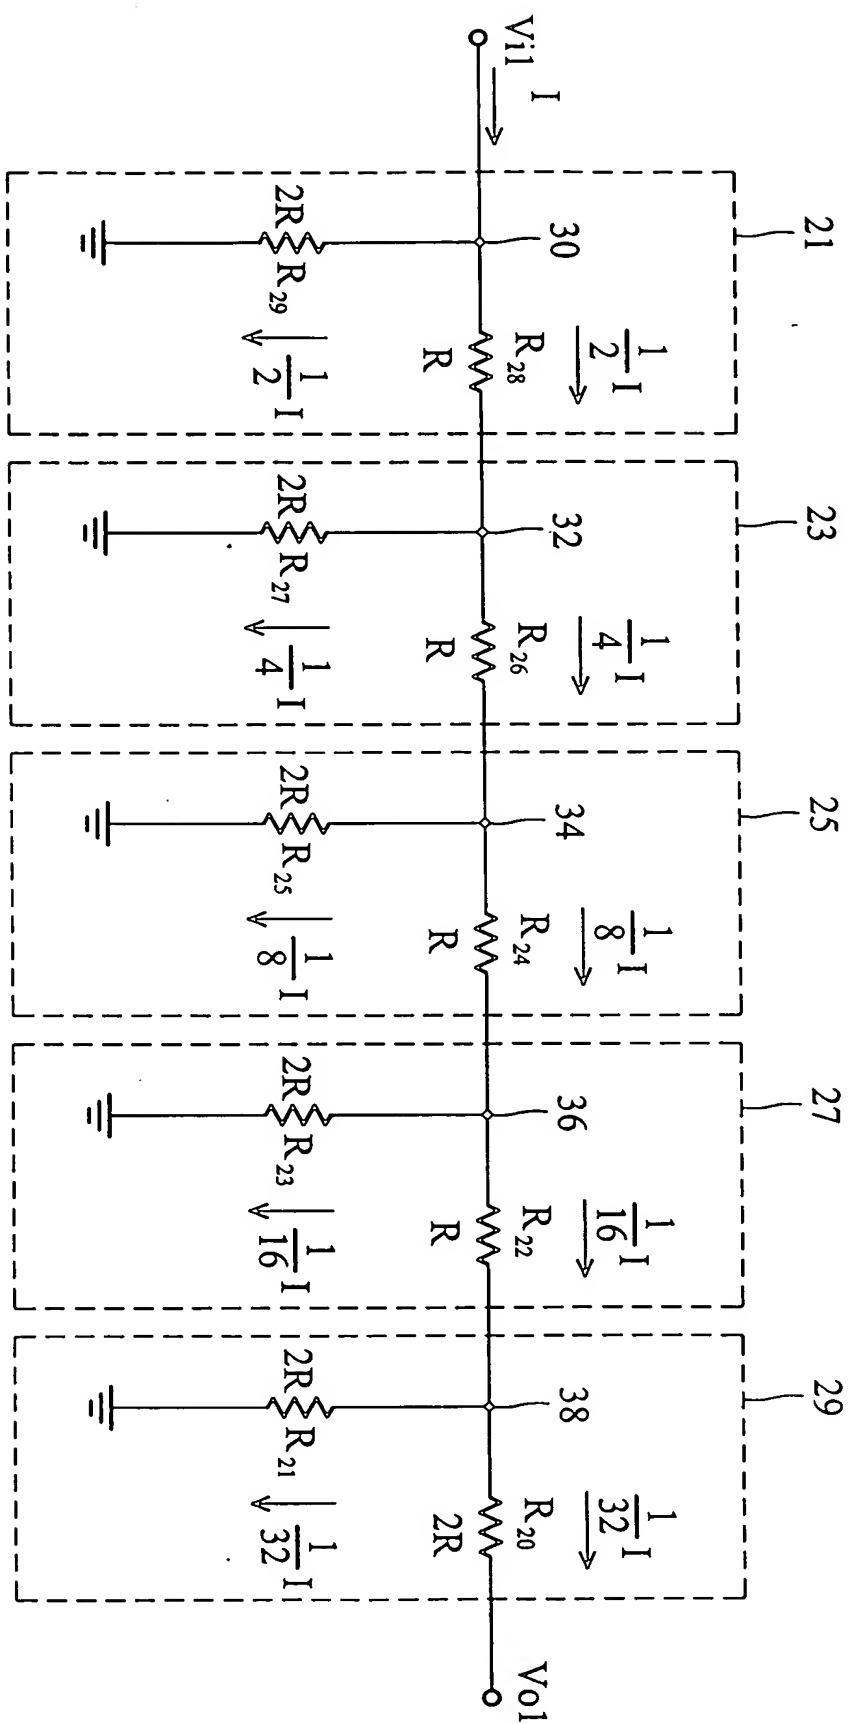 Vi1
I
21
30
2R
R29
R28
R
1/2 I
1/2 I
23
32
2R
R27
R26
R
1/4 I
1/4 I
25
34
2R
R25
R24
R
1/8 I
1/8 I
27
36
2R
R23
R22
R
1/16 I
1/16 I
29
38
2R
R21
R20
2R
1/32 I
1/32 I
Vo1